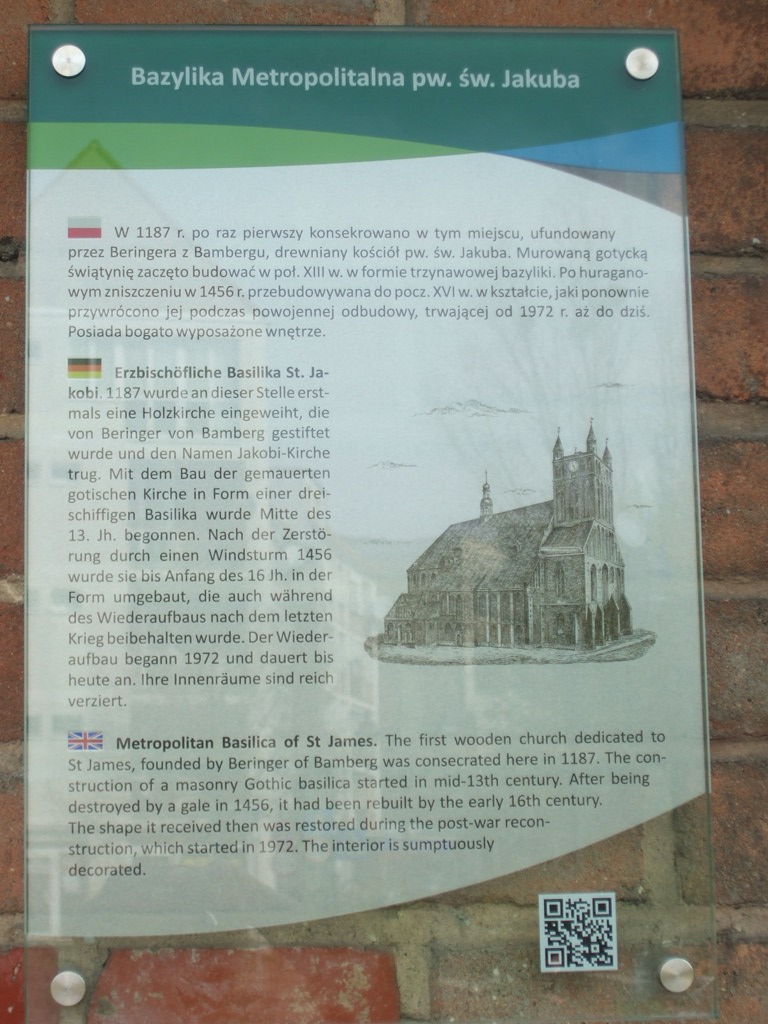 Bazylika Metropolitalna pw. św. Jakuba
W 1187 r. po raz pierwszy konsekrowano w tym miejscu, ufundowany
przez Beringera z Bambergu, drewniany kościół pw. św. Jakuba. Murowaną gotycką
świątynię zaczęto budować w poł. XIII w. w formie trzynawowej bazyliki. Po huragano-
wym zniszczeniu w 1456 r. przebudowywana do pocz. XVI w. w kształcie, jaki ponownie
przywrócono jej podczas powojennej odbudowy, trwającej od 1972 r. aż do dziś.
Posiada bogato wyposażone wnętrze.
Erzbischöfliche Basilika St. Ja-
kobi. 1187 wurde an dieser Stelle erst-
mals eine Holzkirche eingeweiht, die
von Beringer von Bamberg gestiftet
wurde und den Namen Jakobi-Kirche
trug. Mit dem Bau der gemauerten
gotischen Kirche in Form einer drei-
schiffigen Basilika wurde Mitte des
13. Jh. begonnen. Nach der Zerstö-
rung durch einen Windsturm 1456
wurde sie bis Anfang des 16 Jh. in der
Form umgebaut, die auch während
des Wiederaufbaus nach dem letzten
Krieg beibehalten wurde. Der Wieder-
aufbau begann 1972 und dauert bis
heute an. Ihre Innenräume sind reich
verziert.
Metropolitan Basilica of St James. The first wooden church dedicated to
St James, founded by Beringer of Bamberg was consecrated here in 1187. The con-
struction of a masonry Gothic basilica started in mid-13th century. After being
destroyed by a gale in 1456, it had been rebuilt by the early 16th century.
The shape it received then was restored during the post-war recon-
struction, which started in 1972. The interior is sumptuously
decorated.